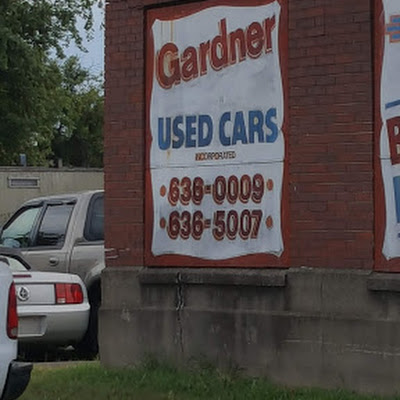 Gardner
USED CARS
INCORPORATED
• 636-0009 •
• 636-5007 •
B